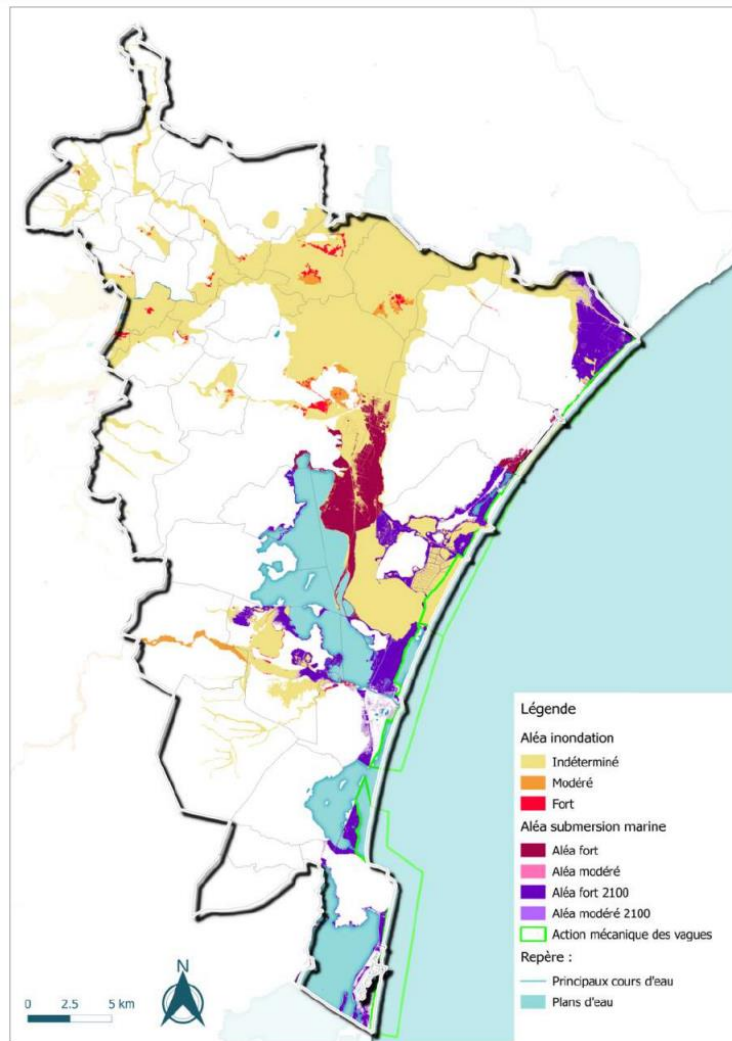 Légende
Aléa inondation
Indéterminé
Modéré
Fort
Aléa submersion marine
Aléa fort
Aléa modéré
Aléa fort 2100
Aléa modéré 2100
Action mécanique des vagues
Repère :
Principaux cours d'eau
Plans d'eau
N
0 2.5 5 km